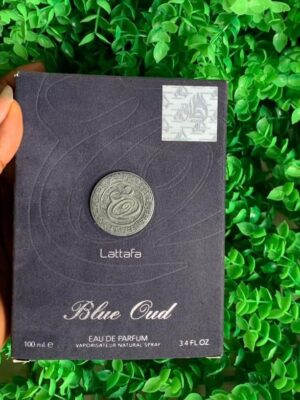 Lattafa
Blue Oud
EAU DE PARFUM
100 ml ℮ VAPORISATEUR NATURAL SPRAY 3.4 FL OZ